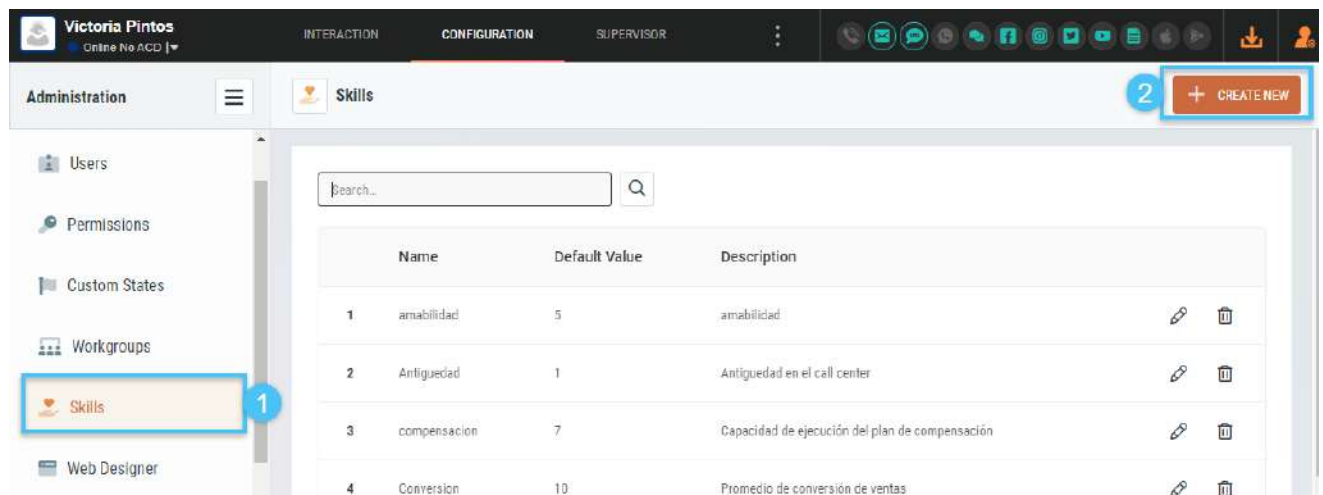 Victoria Pintos
Online No ACD
INTERACTION CONFIGURATION SUPERVISOR
Administration
Skills
2
+ CREATE NEW
Users
Permissions
Custom States
Workgroups
Skills
1
Web Designer
Search...
Name Default Value Description
1 amabilidad 5 amabilidad
2 Antiguedad 1 Antiguedad en el call center
3 compensacion 7 Capacidad de ejecución del plan de compensación
4 Conversion 10 Promedio de conversión de ventas